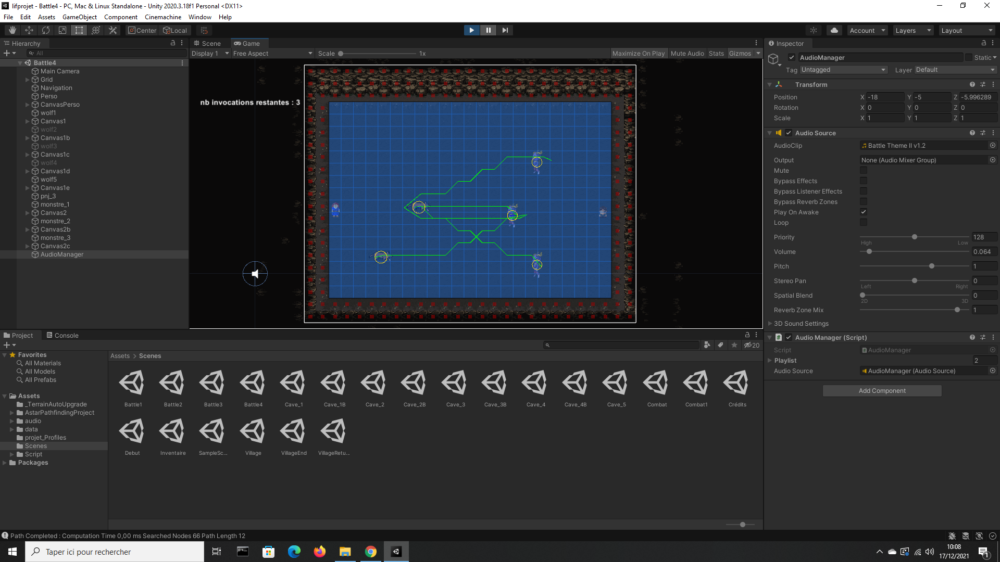 lifprojet - Battle4 - PC, Mac & Linux Standalone - Unity 2020.3.18f1 Personal <DX11>
File Edit Assets GameObject Component Cinemachine Window Help
Center Local Account Layers Layout
Hierarchy
All
Battle4
Main Camera
Grid
Navigation
Perso
CanvasPerso
wolf1
Canvas1
wolf2
Canvas1b
wolf3
Canvas1c
wolf4
Canvas1d
wolf5
Canvas1e
pnj_3
monstre_1
Canvas2
monstre_2
Canvas2b
monstre_3
Canvas2c
AudioManager
Scene Game
Display 1 Free Aspect Scale 1x Maximize On Play Mute Audio Stats Gizmos
nb invocations restantes : 3
Inspector
AudioManager Static
Tag Untagged Layer Default
Transform
Position X -18 Y -5 Z -5.996289
Rotation X 0 Y 0 Z 0
Scale X 1 Y 1 Z 1
Audio Source
AudioClip Battle Theme II v1.2
Output None (Audio Mixer Group)
Mute
Bypass Effects
Bypass Listener Effects
Bypass Reverb Zones
Play On Awake
Loop
Priority 128
High Low
Volume 0.064
Pitch 1
Stereo Pan 0
Left Right
Spatial Blend 0
2D 3D
Reverb Zone Mix 1
3D Sound Settings
Audio Manager (Script)
Script AudioManager
Playlist 2
Audio Source AudioManager (Audio Source)
Add Component
Project Console
20
Favorites
All Materials
All Models
All Prefabs
Assets
_TerrainAutoUpgrade
AstarPathfindingProject
audio
data
projet_Profiles
Scenes
Script
Packages
Assets > Scenes
Battle1 Battle2 Battle3 Battle4 Cave_1 Cave_1B Cave_2 Cave_2B Cave_3 Cave_3B Cave_4 Cave_4B Cave_5 Combat Combat1 Crédits
Debut Inventaire SampleSc... Village VillageEnd VillageRetu...
Path Completed : Computation Time 0,00 ms Searched Nodes 66 Path Length 12
Taper ici pour rechercher
10:08
17/12/2021
1